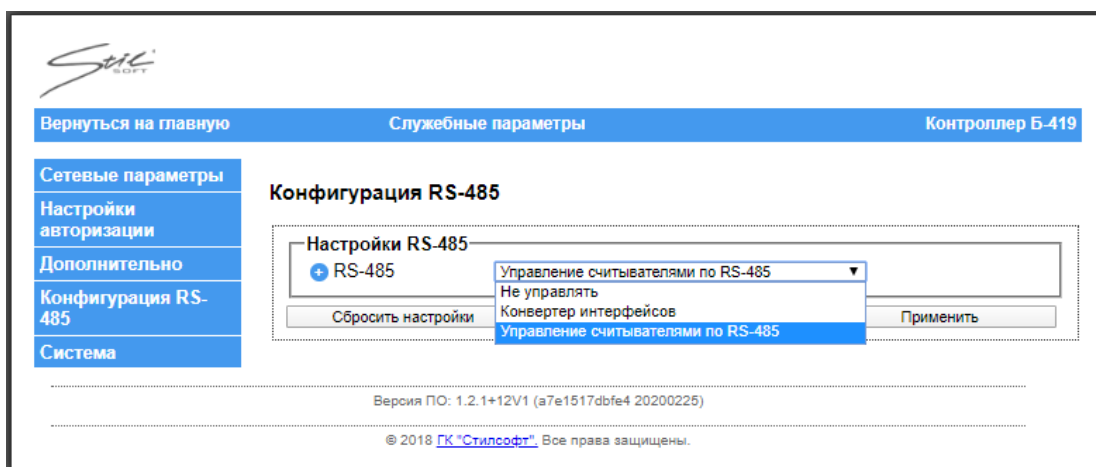 Stil
SOFT
Вернуться на главную Служебные параметры Контроллер Б-419
Сетевые параметры
Настройки
авторизации
Дополнительно
Конфигурация RS-
485
Система
Конфигурация RS-485
Настройки RS-485
RS-485 Управление считывателями по RS-485
Не управлять
Конвертер интерфейсов
Управление считывателями по RS-485
Сбросить настройки Применить
Версия ПО: 1.2.1+12V1 (a7e1517dbfe4 20200225)
© 2018 ГК "Стилсофт". Все права защищены.